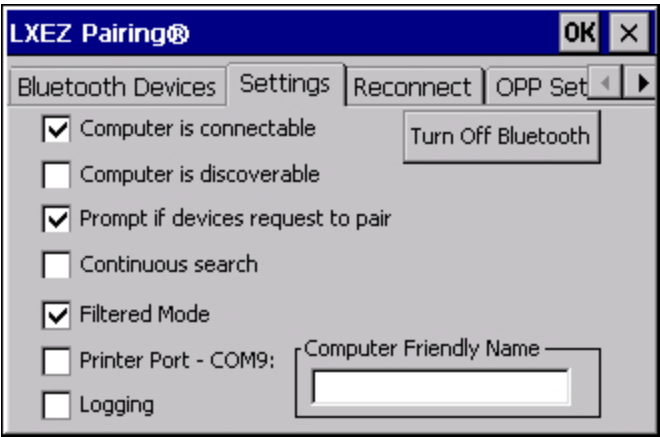 LXEZ Pairing® OK
Bluetooth Devices Settings Reconnect OPP Set
Computer is connectable Turn Off Bluetooth
Computer is discoverable
Prompt if devices request to pair
Continuous search
Filtered Mode
Printer Port - COM9: Computer Friendly Name
Logging